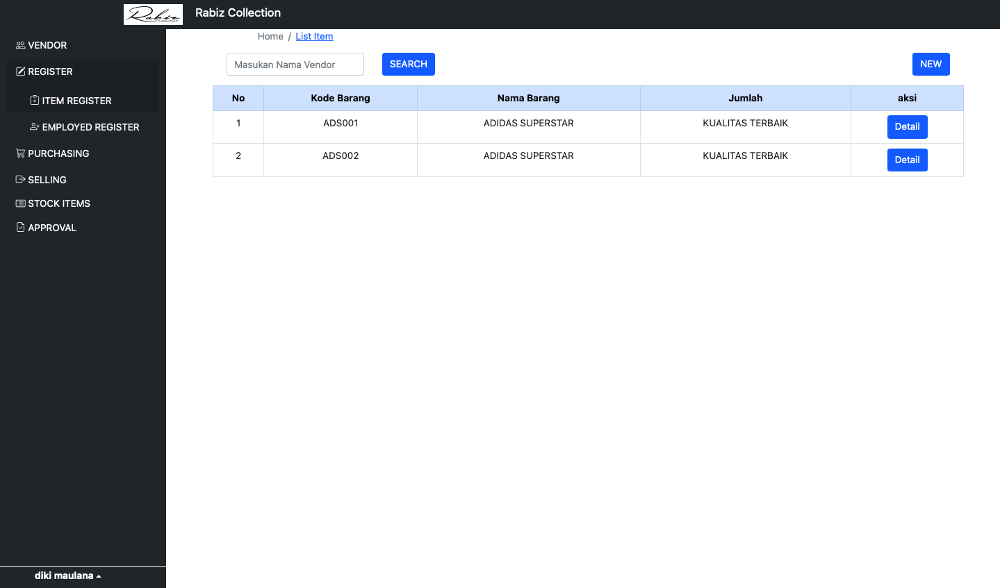 Rabiz
Rabiz Collection
VENDOR
REGISTER
ITEM REGISTER
EMPLOYED REGISTER
PURCHASING
SELLING
STOCK ITEMS
APPROVAL
diki maulana
Home / List Item
Masukan Nama Vendor SEARCH NEW
No Kode Barang Nama Barang Jumlah aksi
1 ADS001 ADIDAS SUPERSTAR KUALITAS TERBAIK Detail
2 ADS002 ADIDAS SUPERSTAR KUALITAS TERBAIK Detail